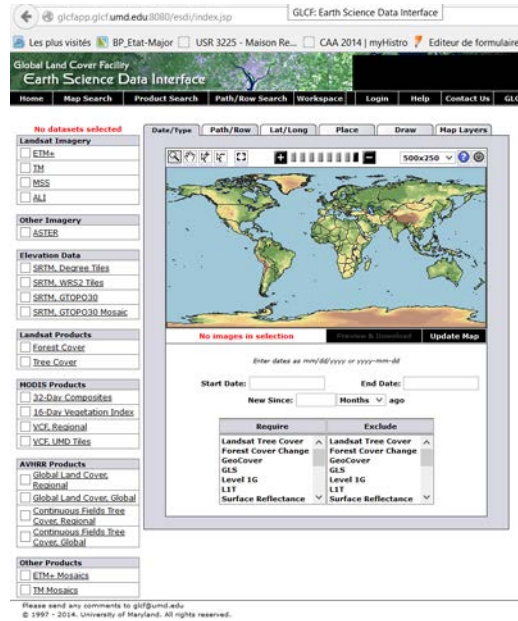 GLCF: Earth Science Data Interface
glcfapp.glcf.umd.edu:8080/esdi/index.jsp
Les plus visités BP_Etat-Major USR 3225 - Maison Re... CAA 2014 | myHistro Editeur de formulaire
Global Land Cover Facility
Earth Science Data Interface
Home Map Search Product Search Path/Row Search Workspace Login Help Contact Us GLC
No datasets selected
Landsat Imagery
ETM+
TM
MSS
ALI
Other Imagery
ASTER
Elevation Data
SRTM, Degree Tiles
SRTM, WRS2 Tiles
SRTM, GTOPO30
SRTM, GTOPO30 Mosaic
Landsat Products
Forest Cover
Tree Cover
MODIS Products
32-Day Composites
16-Day Vegetation Index
VCF, Regional
VCF, UMD Tiles
AVHRR Products
Global Land Cover,
Regional
Global Land Cover, Global
Continuous Fields Tree
Cover, Regional
Continuous Fields Tree
Cover, Global
Other Products
ETM+ Mosaics
TM Mosaics
Date/Type Path/Row Lat/Long Place Draw Map Layers
500x250
No images in selection Preview & Download Update Map
Enter dates as mm/dd/yyyy or yyyy-mm-dd
Start Date: End Date:
New Since: Months ago
Require Exclude
Landsat Tree Cover Landsat Tree Cover
Forest Cover Change Forest Cover Change
GeoCover GeoCover
GLS GLS
Level 1G Level 1G
L1T L1T
Surface Reflectance Surface Reflectance
Please send any comments to glcf@umd.edu
© 1997 - 2014. University of Maryland. All rights reserved.